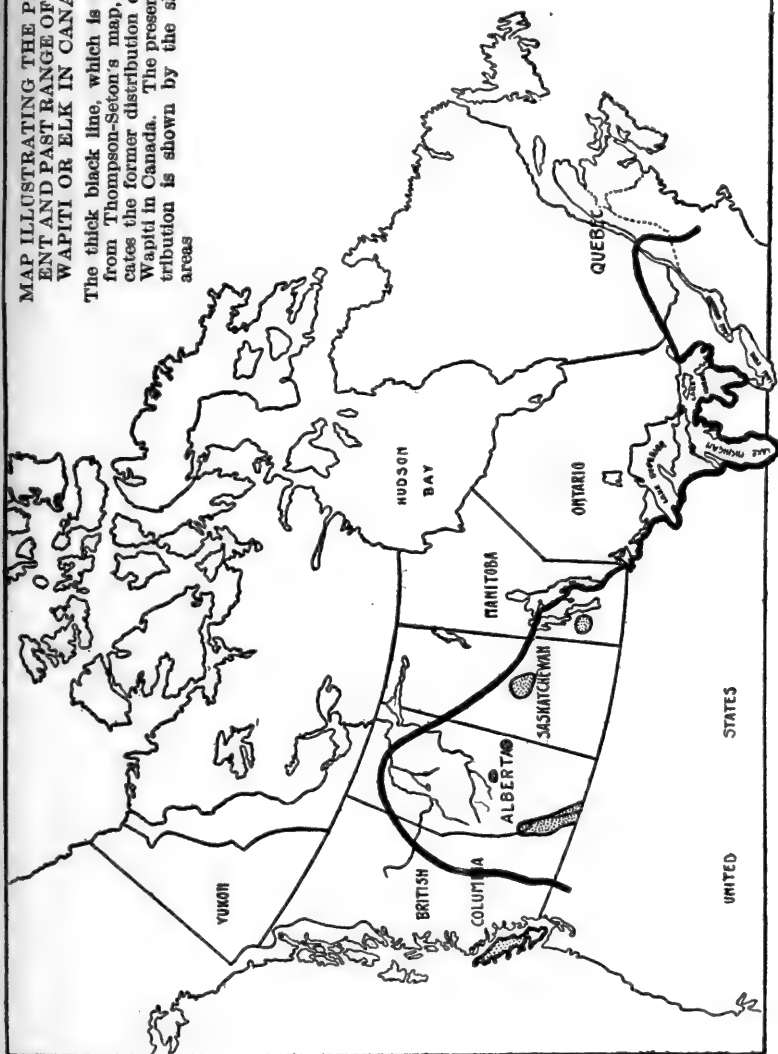 MAP ILLUSTRATING THE P
ENT AND PAST RANGE OF
WAPITI OR ELK IN CANA
The thick black line, which is
from Thompson-Seton's map,
cates the former distribution
Wapiti in Canada. The presen
tribution is shown by the s
areas
YUKON
BRITISH
COLUMBIA
ALBERTA
SASKATCHEWAN
MANITOBA
HUDSON
BAY
ONTARIO
QUEBEC
LAKE SUPERIOR
LAKE MICHIGAN
UNITED
STATES